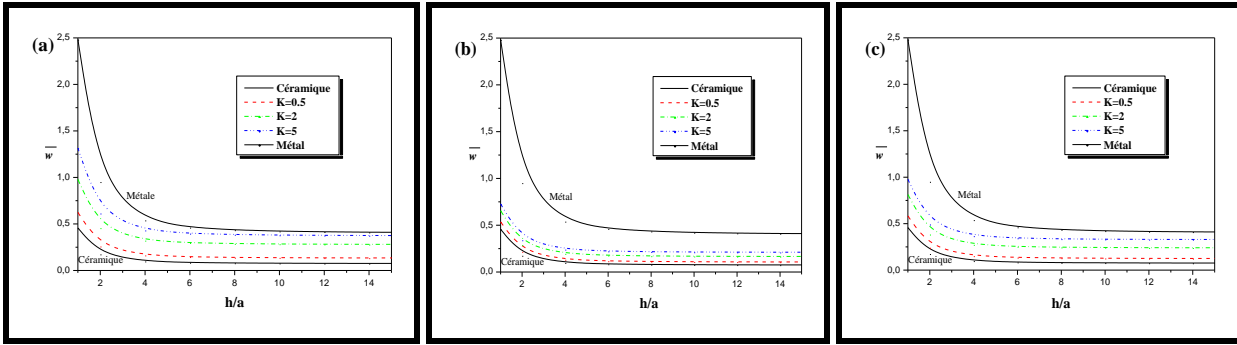 (a)
2,5
2,0
1,5
1,0
0,5
0,0
w
Céramique
K=0.5
K=2
K=5
Métal
Métale
Céramique
2 4 6 8 10 12 14
h/a
(b)
2,5
2,0
1,5
1,0
0,5
0,0
w
Céramique
K=0.5
K=2
K=5
Métal
Métal
Céramique
2 4 6 8 10 12 14
h/a
(c)
2,5
2,0
1,5
1,0
0,5
0,0
w
Céramique
K=0.5
K=2
K=5
Métal
Métal
Céramique
2 4 6 8 10 12 14
h/a